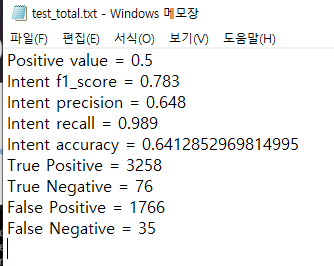 test_total.txt - Windows 메모장
파일(F) 편집(E) 서식(O) 보기(V) 도움말(H)
Positive value = 0.5
Intent f1_score = 0.783
Intent precision = 0.648
Intent recall = 0.989
Intent accuracy = 0.6412852969814995
True Positive = 3258
True Negative = 76
False Positive = 1766
False Negative = 35